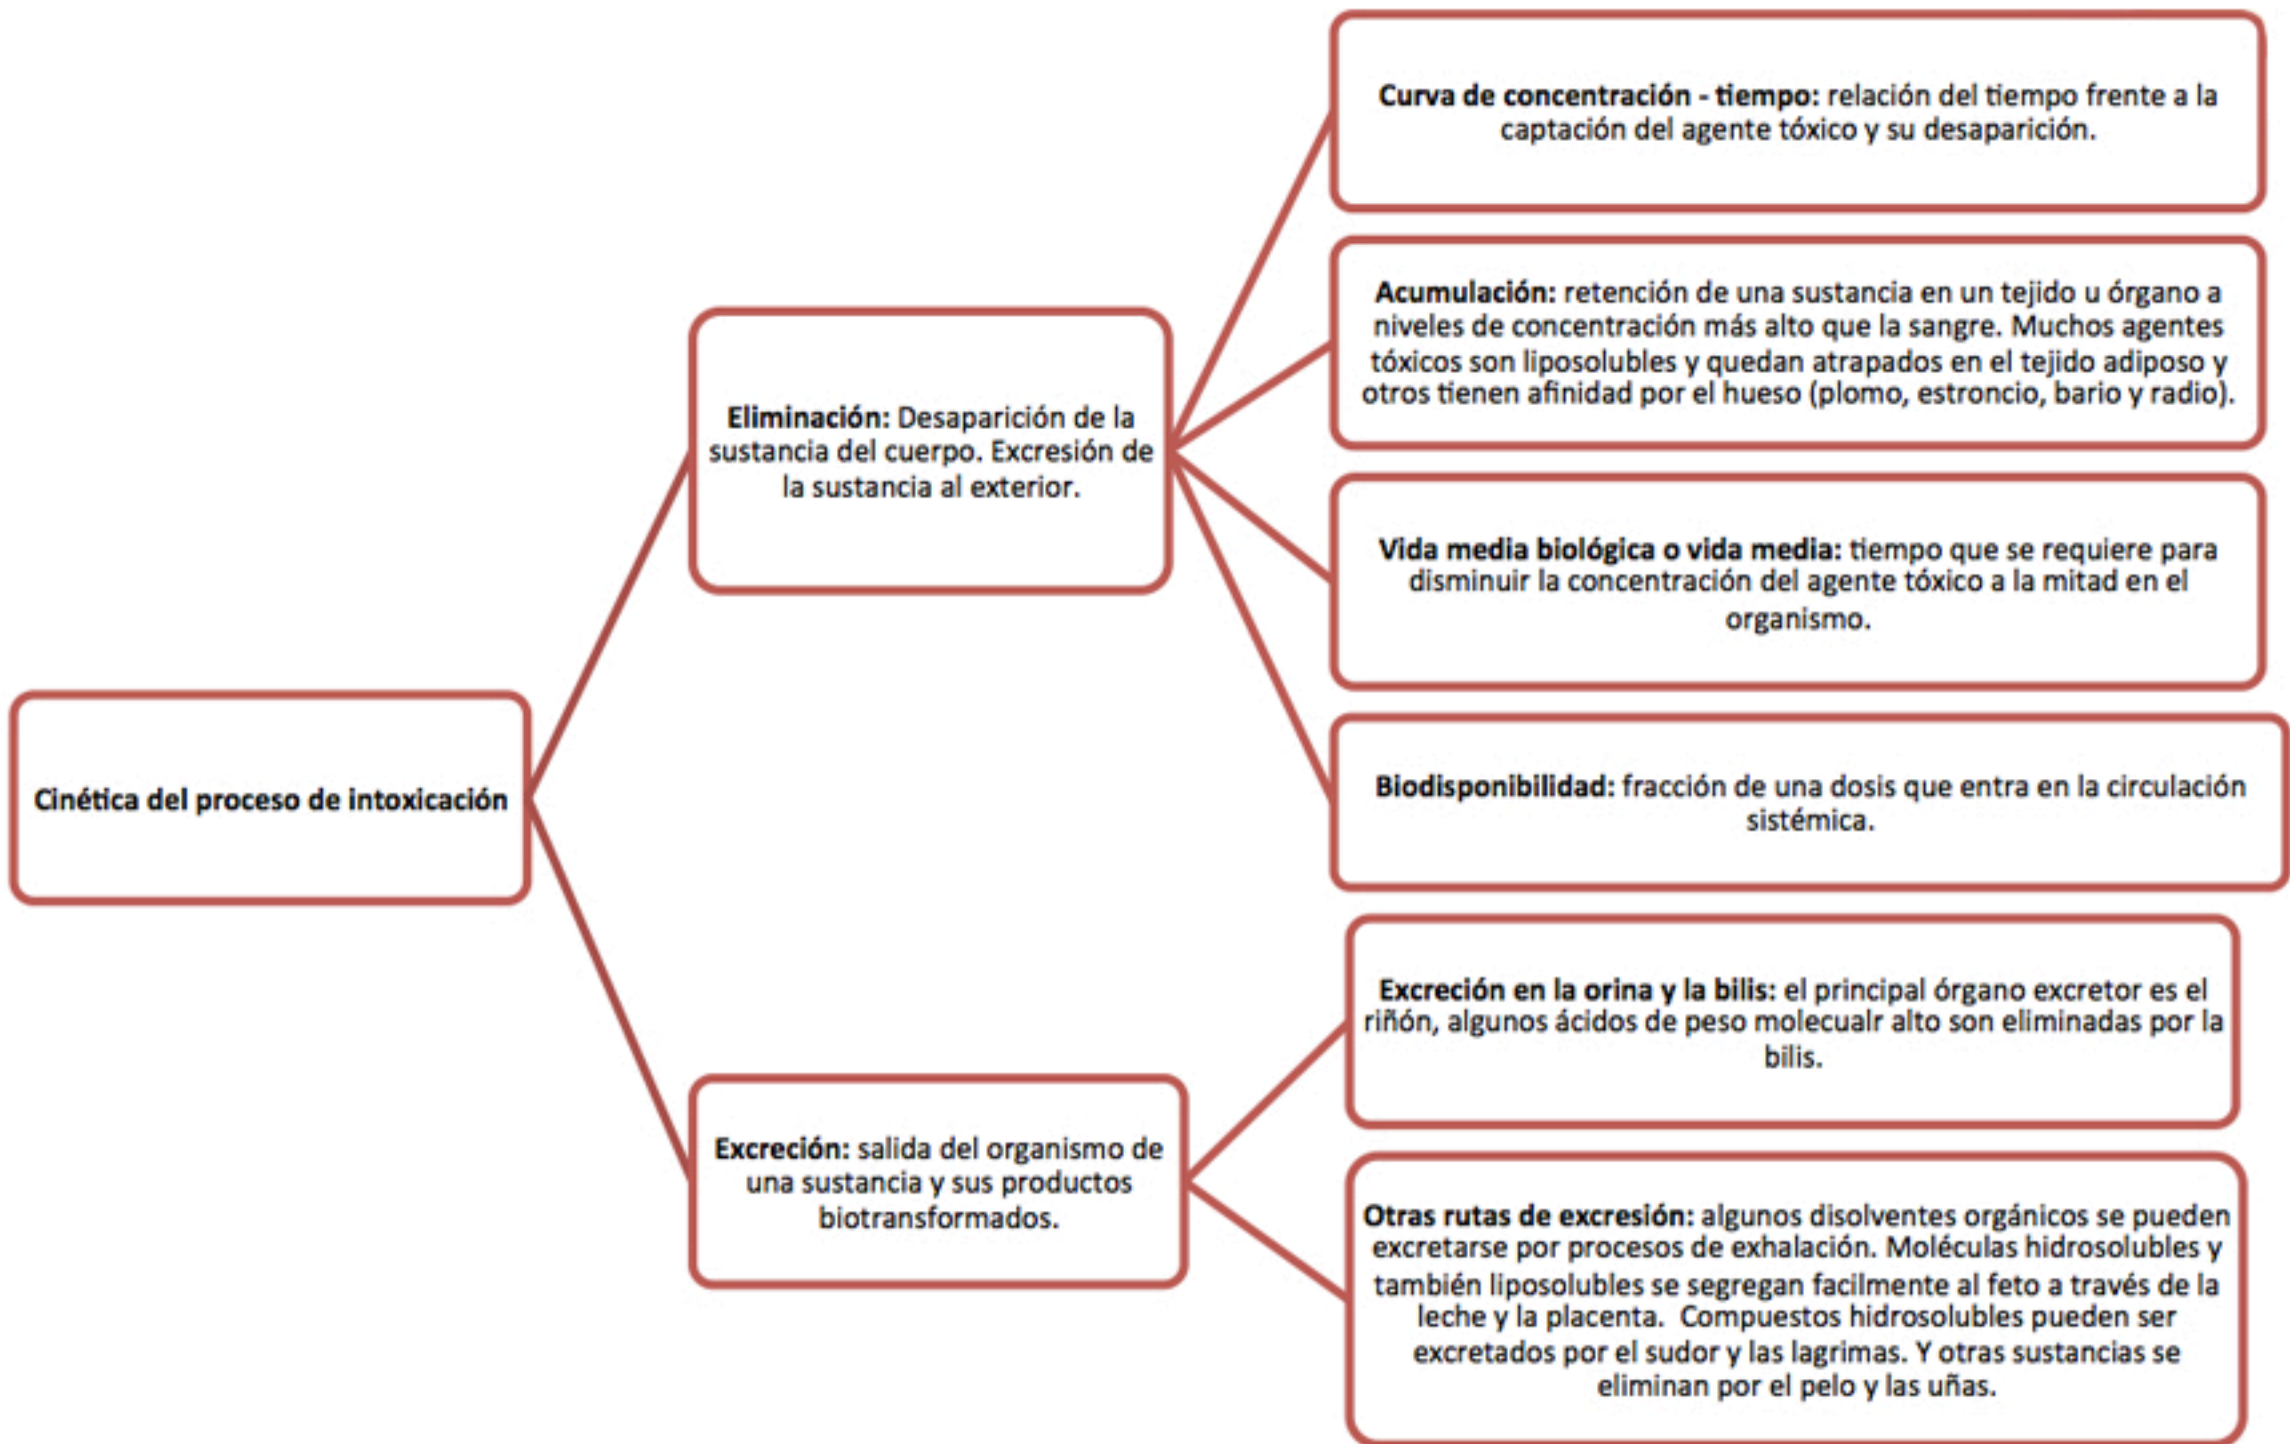 Curva de concentración - tiempo: relación del tiempo frente a la
captación del agente tóxico y su desaparición.
Acumulación: retención de una sustancia en un tejido u órgano a
niveles de concentración más alto que la sangre. Muchos agentes
tóxicos son liposolubles y quedan atrapados en el tejido adiposo y
otros tienen afinidad por el hueso (plomo, estroncio, bario y radio).
Eliminación: Desaparición de la
sustancia del cuerpo. Excresión de
la sustancia al exterior.
Vida media biológica o vida media: tiempo que se requiere para
disminuir la concentración del agente tóxico a la mitad en el
organismo.
Cinética del proceso de intoxicación
Biodisponibilidad: fracción de una dosis que entra en la circulación
sistémica.
Excreción en la orina y la bilis: el principal órgano excretor es el
riñón, algunos ácidos de peso molecualr alto son eliminadas por la
bilis.
Excreción: salida del organismo de
una sustancia y sus productos
biotransformados.
Otras rutas de excresión: algunos disolventes orgánicos se pueden
excretarse por procesos de exhalación. Moléculas hidrosolubles y
también liposolubles se segregan facilmente al feto a través de la
leche y la placenta.  Compuestos hidrosolubles pueden ser
excretados por el sudor y las lagrimas. Y otras sustancias se
eliminan por el pelo y las uñas.